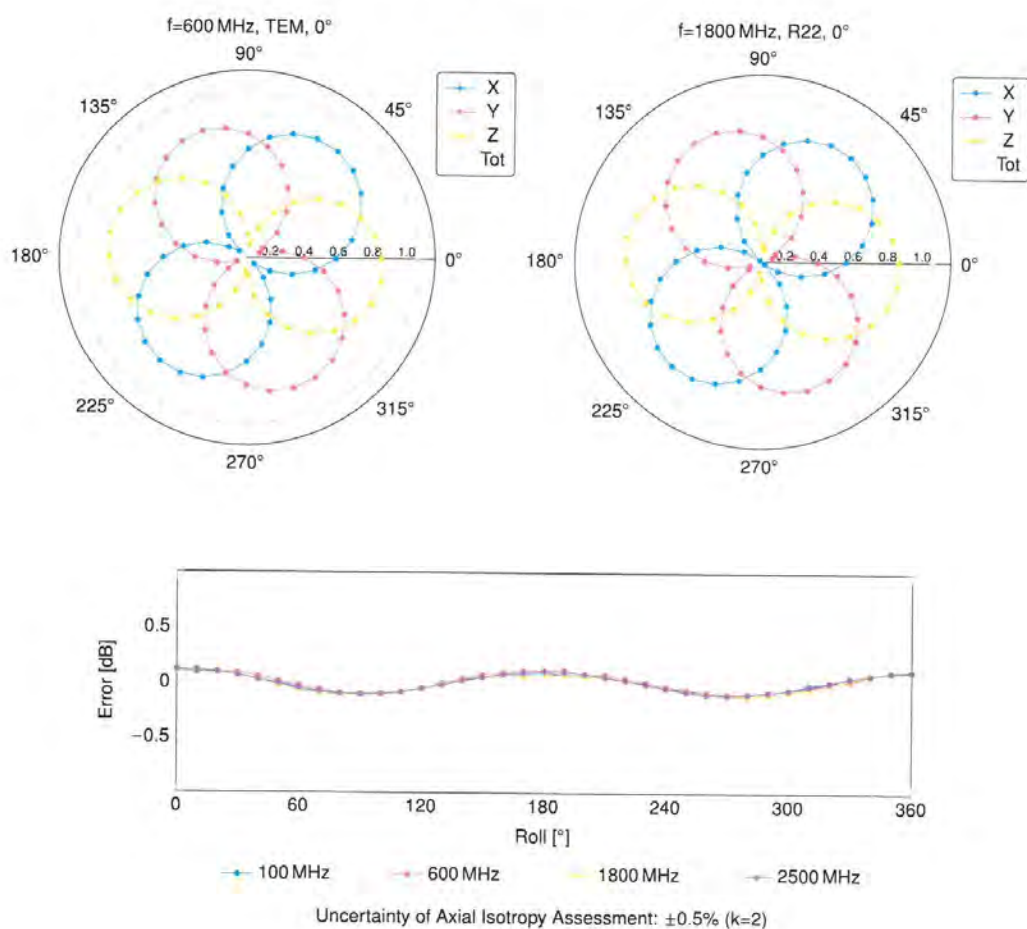 f=600 MHz, TEM, 0°
f=1800 MHz, R22, 0°
90°
135°
45°
X
Y
Z
Tot
180°
0.2 0.4 0.6 0.8 1.0
0°
225°
315°
270°
90°
135°
45°
X
Y
Z
Tot
180°
0.2 0.4 0.6 0.8 1.0
0°
225°
315°
270°
Error [dB]
0.5
0
−0.5
0 60 120 180 240 300 360
Roll [°]
100 MHz 600 MHz 1800 MHz 2500 MHz
Uncertainty of Axial Isotropy Assessment: ±0.5% (k=2)